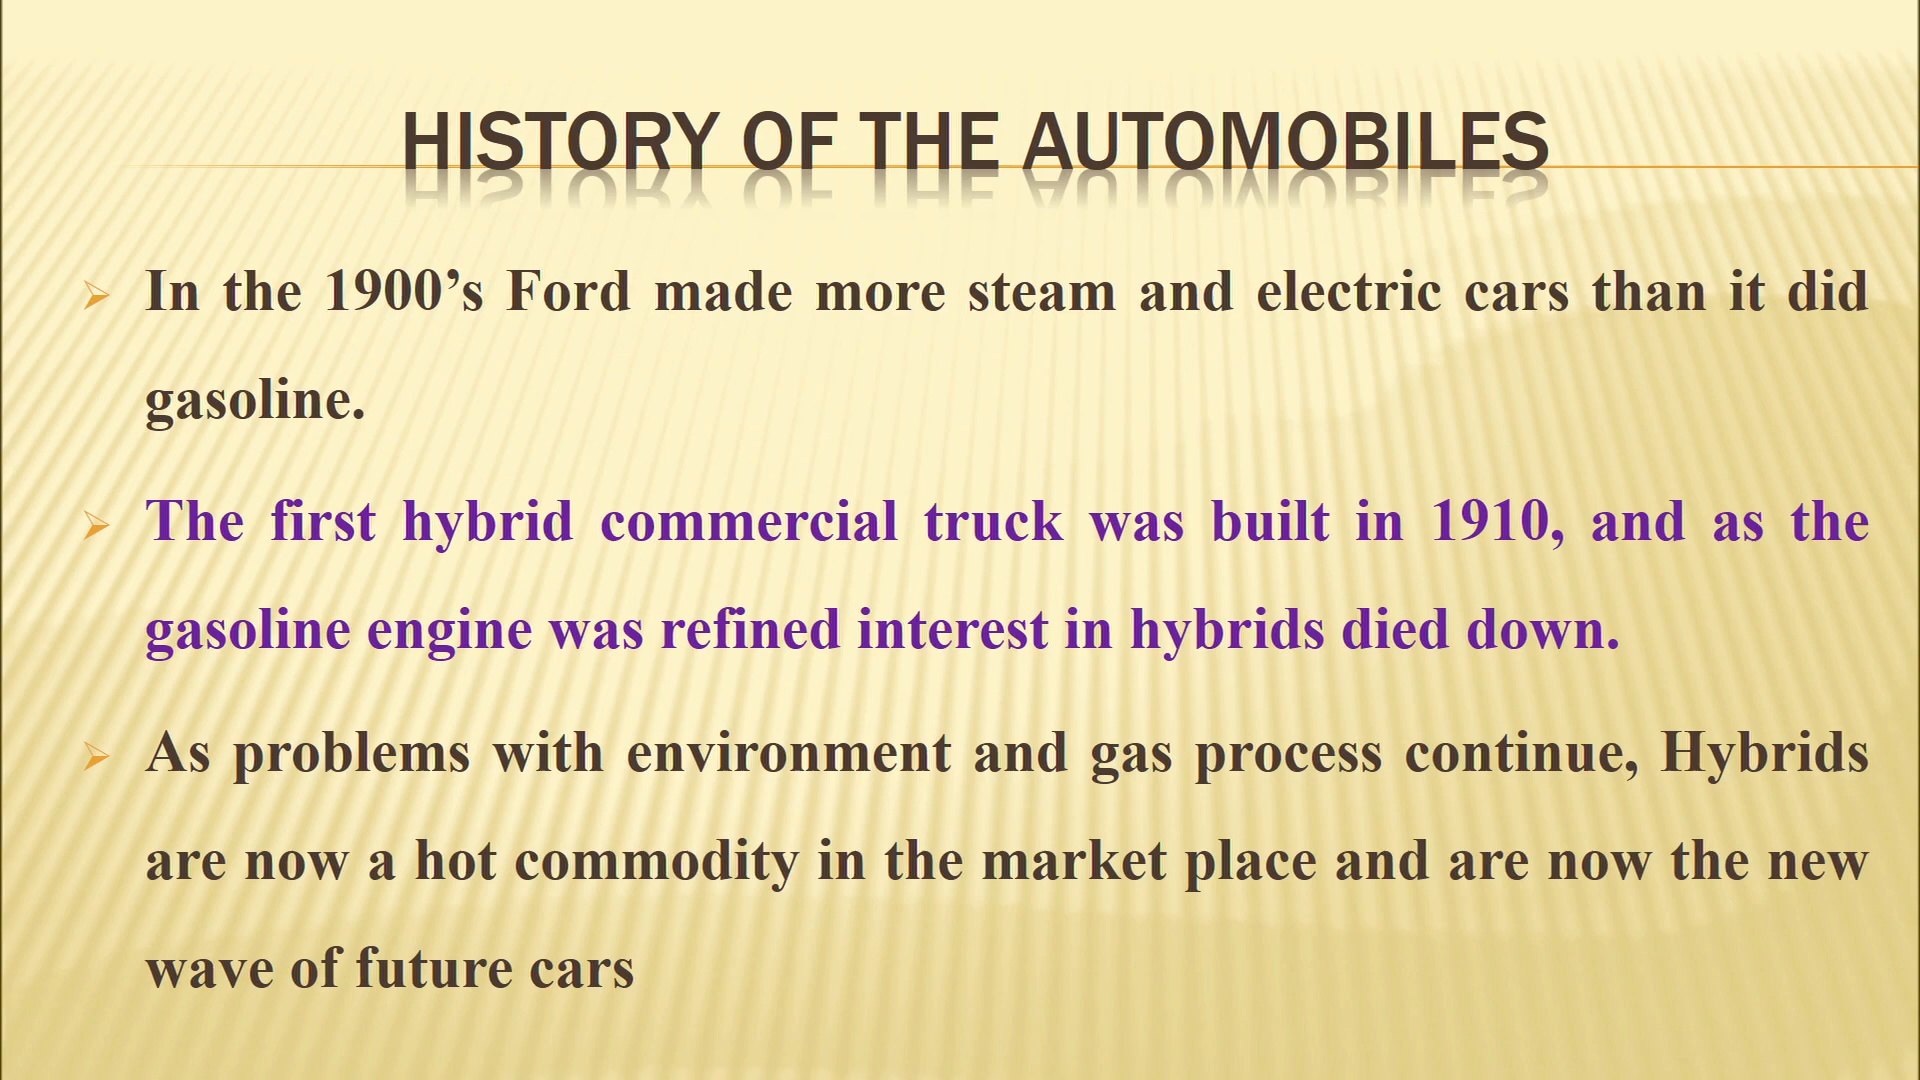 HISTORY OF THE AUTOMOBILES
In the 1900’s Ford made more steam and electric cars than it did
gasoline.
The first hybrid commercial truck was built in 1910, and as the
gasoline engine was refined interest in hybrids died down.
As problems with environment and gas process continue, Hybrids
are now a hot commodity in the market place and are now the new
wave of future cars